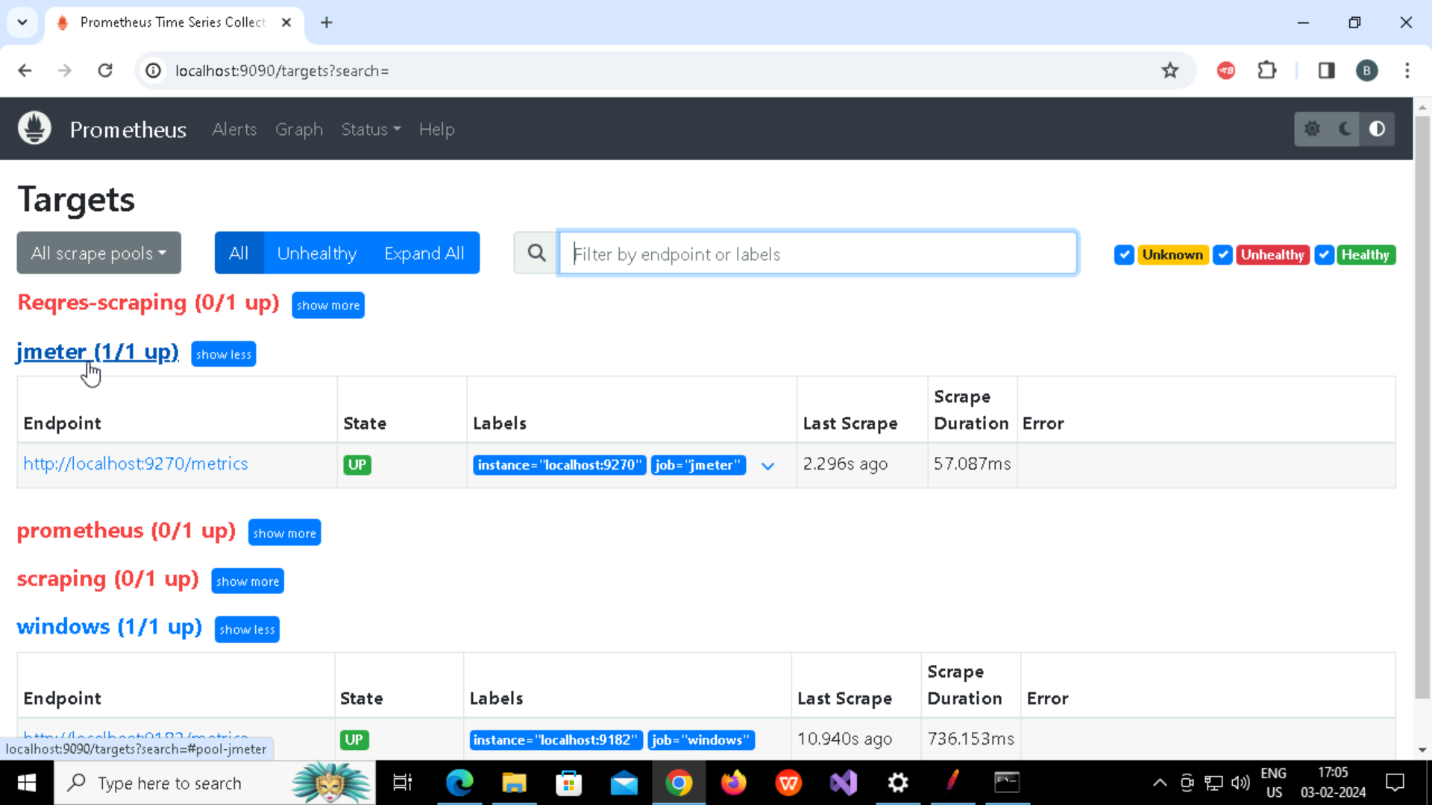 Prometheus Time Series Collect
localhost:9090/targets?search=
B
Prometheus Alerts Graph Status Help
Targets
All scrape pools All Unhealthy Expand All Filter by endpoint or labels Unknown Unhealthy Healthy
Reqres-scraping (0/1 up) show more
jmeter (1/1 up) show less
Endpoint State Labels Last Scrape Scrape Duration Error
http://localhost:9270/metrics UP instance="localhost:9270" job="jmeter" 2.296s ago 57.087ms
prometheus (0/1 up) show more
scraping (0/1 up) show more
windows (1/1 up) show less
Endpoint State Labels Last Scrape Scrape Duration Error
http://localhost:9182/metrics UP instance="localhost:9182" job="windows" 10.940s ago 736.153ms
localhost:9090/targets?search=#pool-jmeter
Type here to search
ENG
US
17:05
03-02-2024